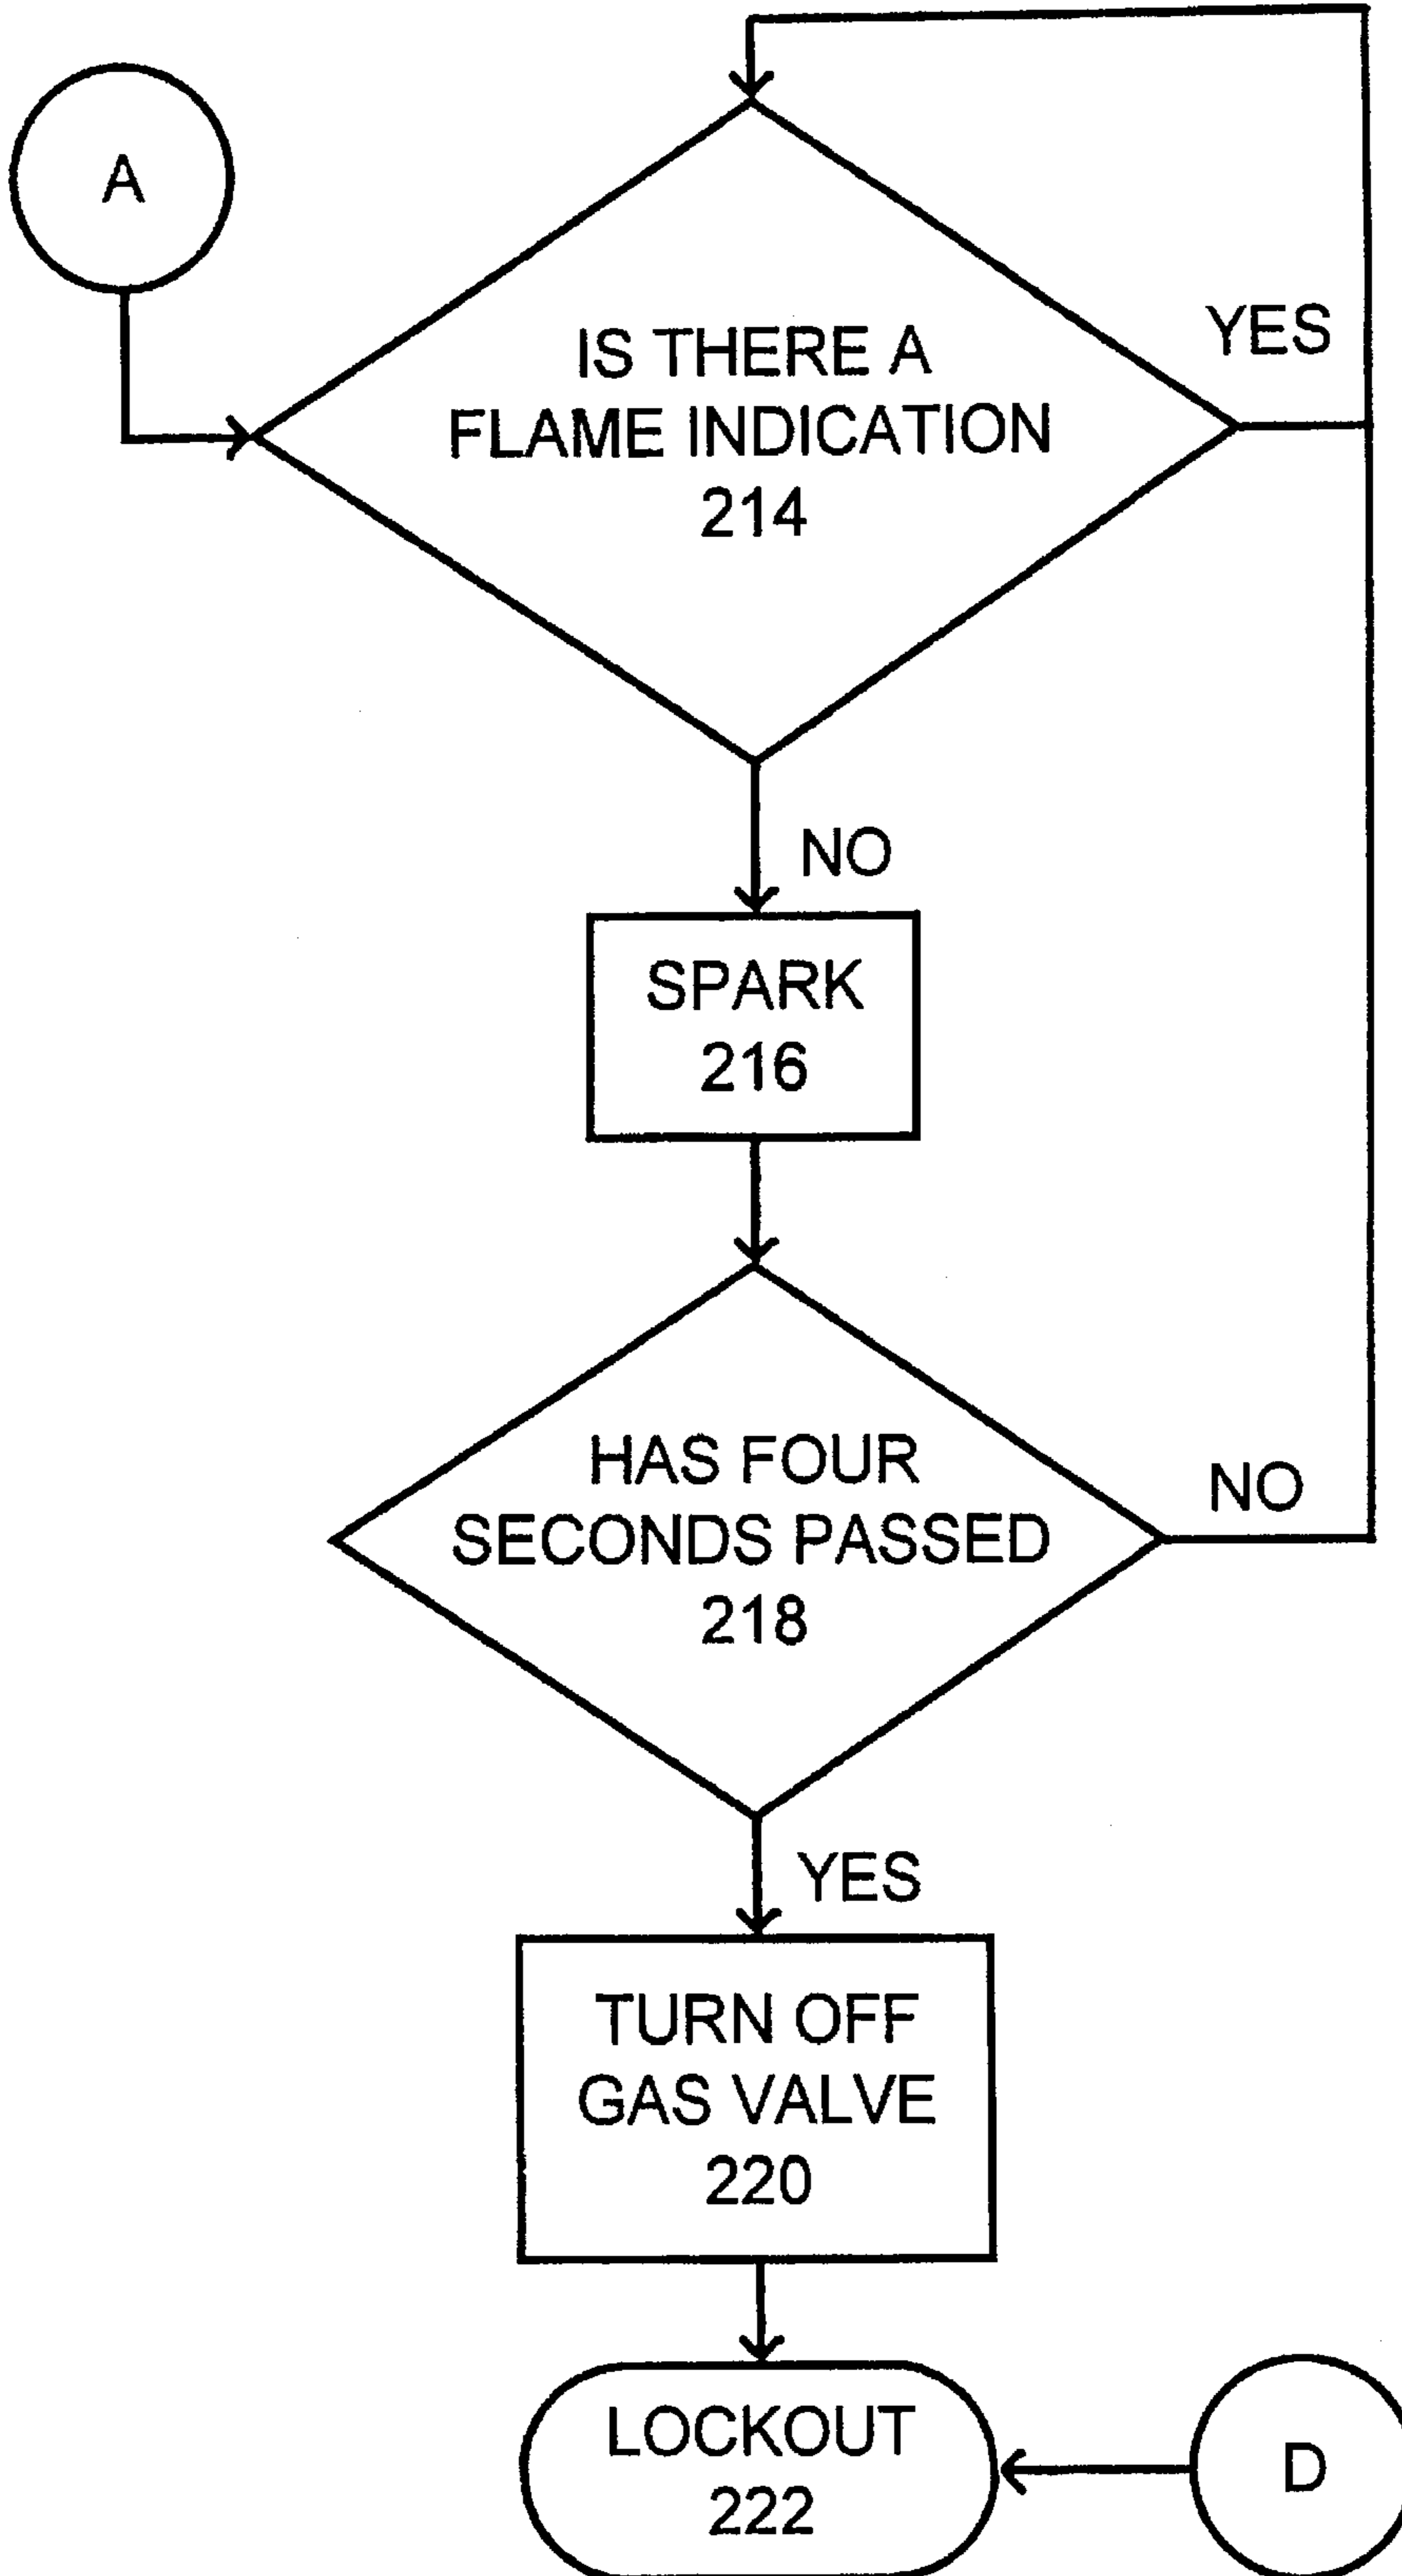 A
IS THERE A
FLAME INDICATION
214
YES
NO
SPARK
216
HAS FOUR
SECONDS PASSED
218
NO
YES
TURN OFF
GAS VALVE
220
LOCKOUT
222
D